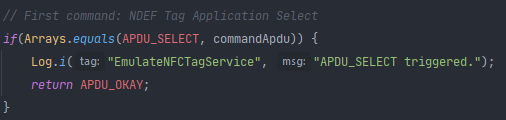 // First command: NDEF Tag Application Select
if(Arrays.equals(APDU_SELECT, commandApdu)) {
Log.i( tag: "EmulateNFCTagService", msg: "APDU_SELECT triggered.");
return APDU_OKAY;
}